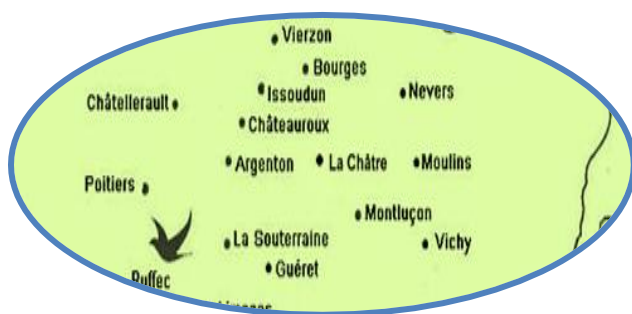 Vierzon
Bourges
Issoudun
Nevers
Châtellerault
Châteauroux
Argenton
La Châtre
Moulins
Poitiers
Montluçon
La Souterraine
Vichy
Guéret
Ruffec